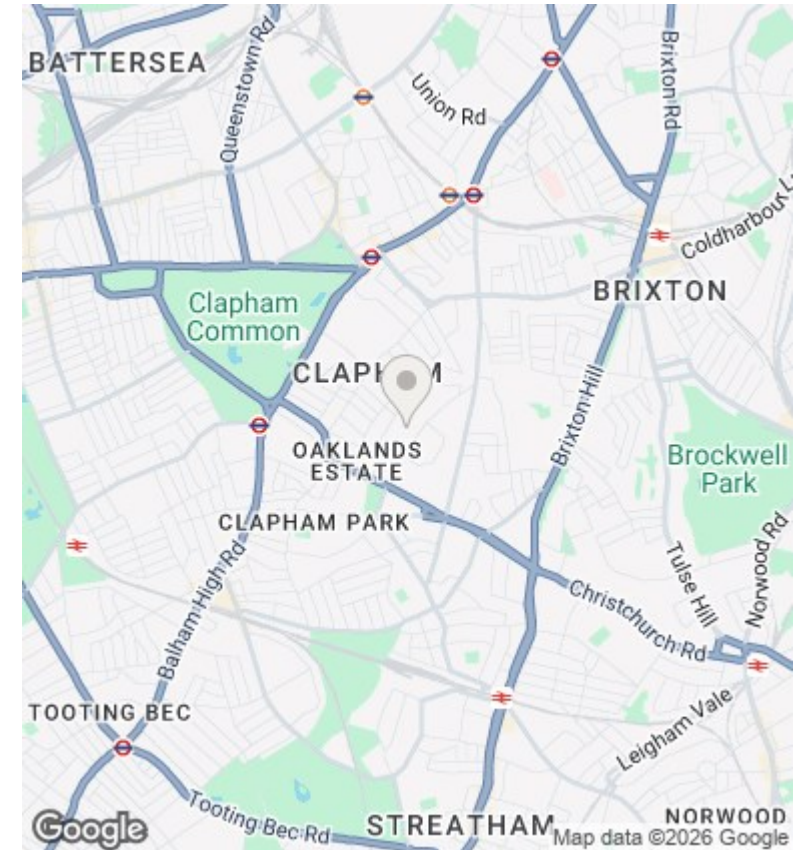 BATTERSEA
Queenstown Rd
Union Rd
Brixton Rd
Coldharbour
Clapham
Common
BRIXTON
OAKLANDS
ESTATE
Brixton Hill
Brockwell
Park
CLAPHAM PARK
Balham High Rd
Tulse Hill
Norwood Rd
Christchurch Rd
TOOTING BEC
Leigham Vale
Tooting Bec Rd
STREATHAM
NORWOOD
Google
Map data ©2026 Google